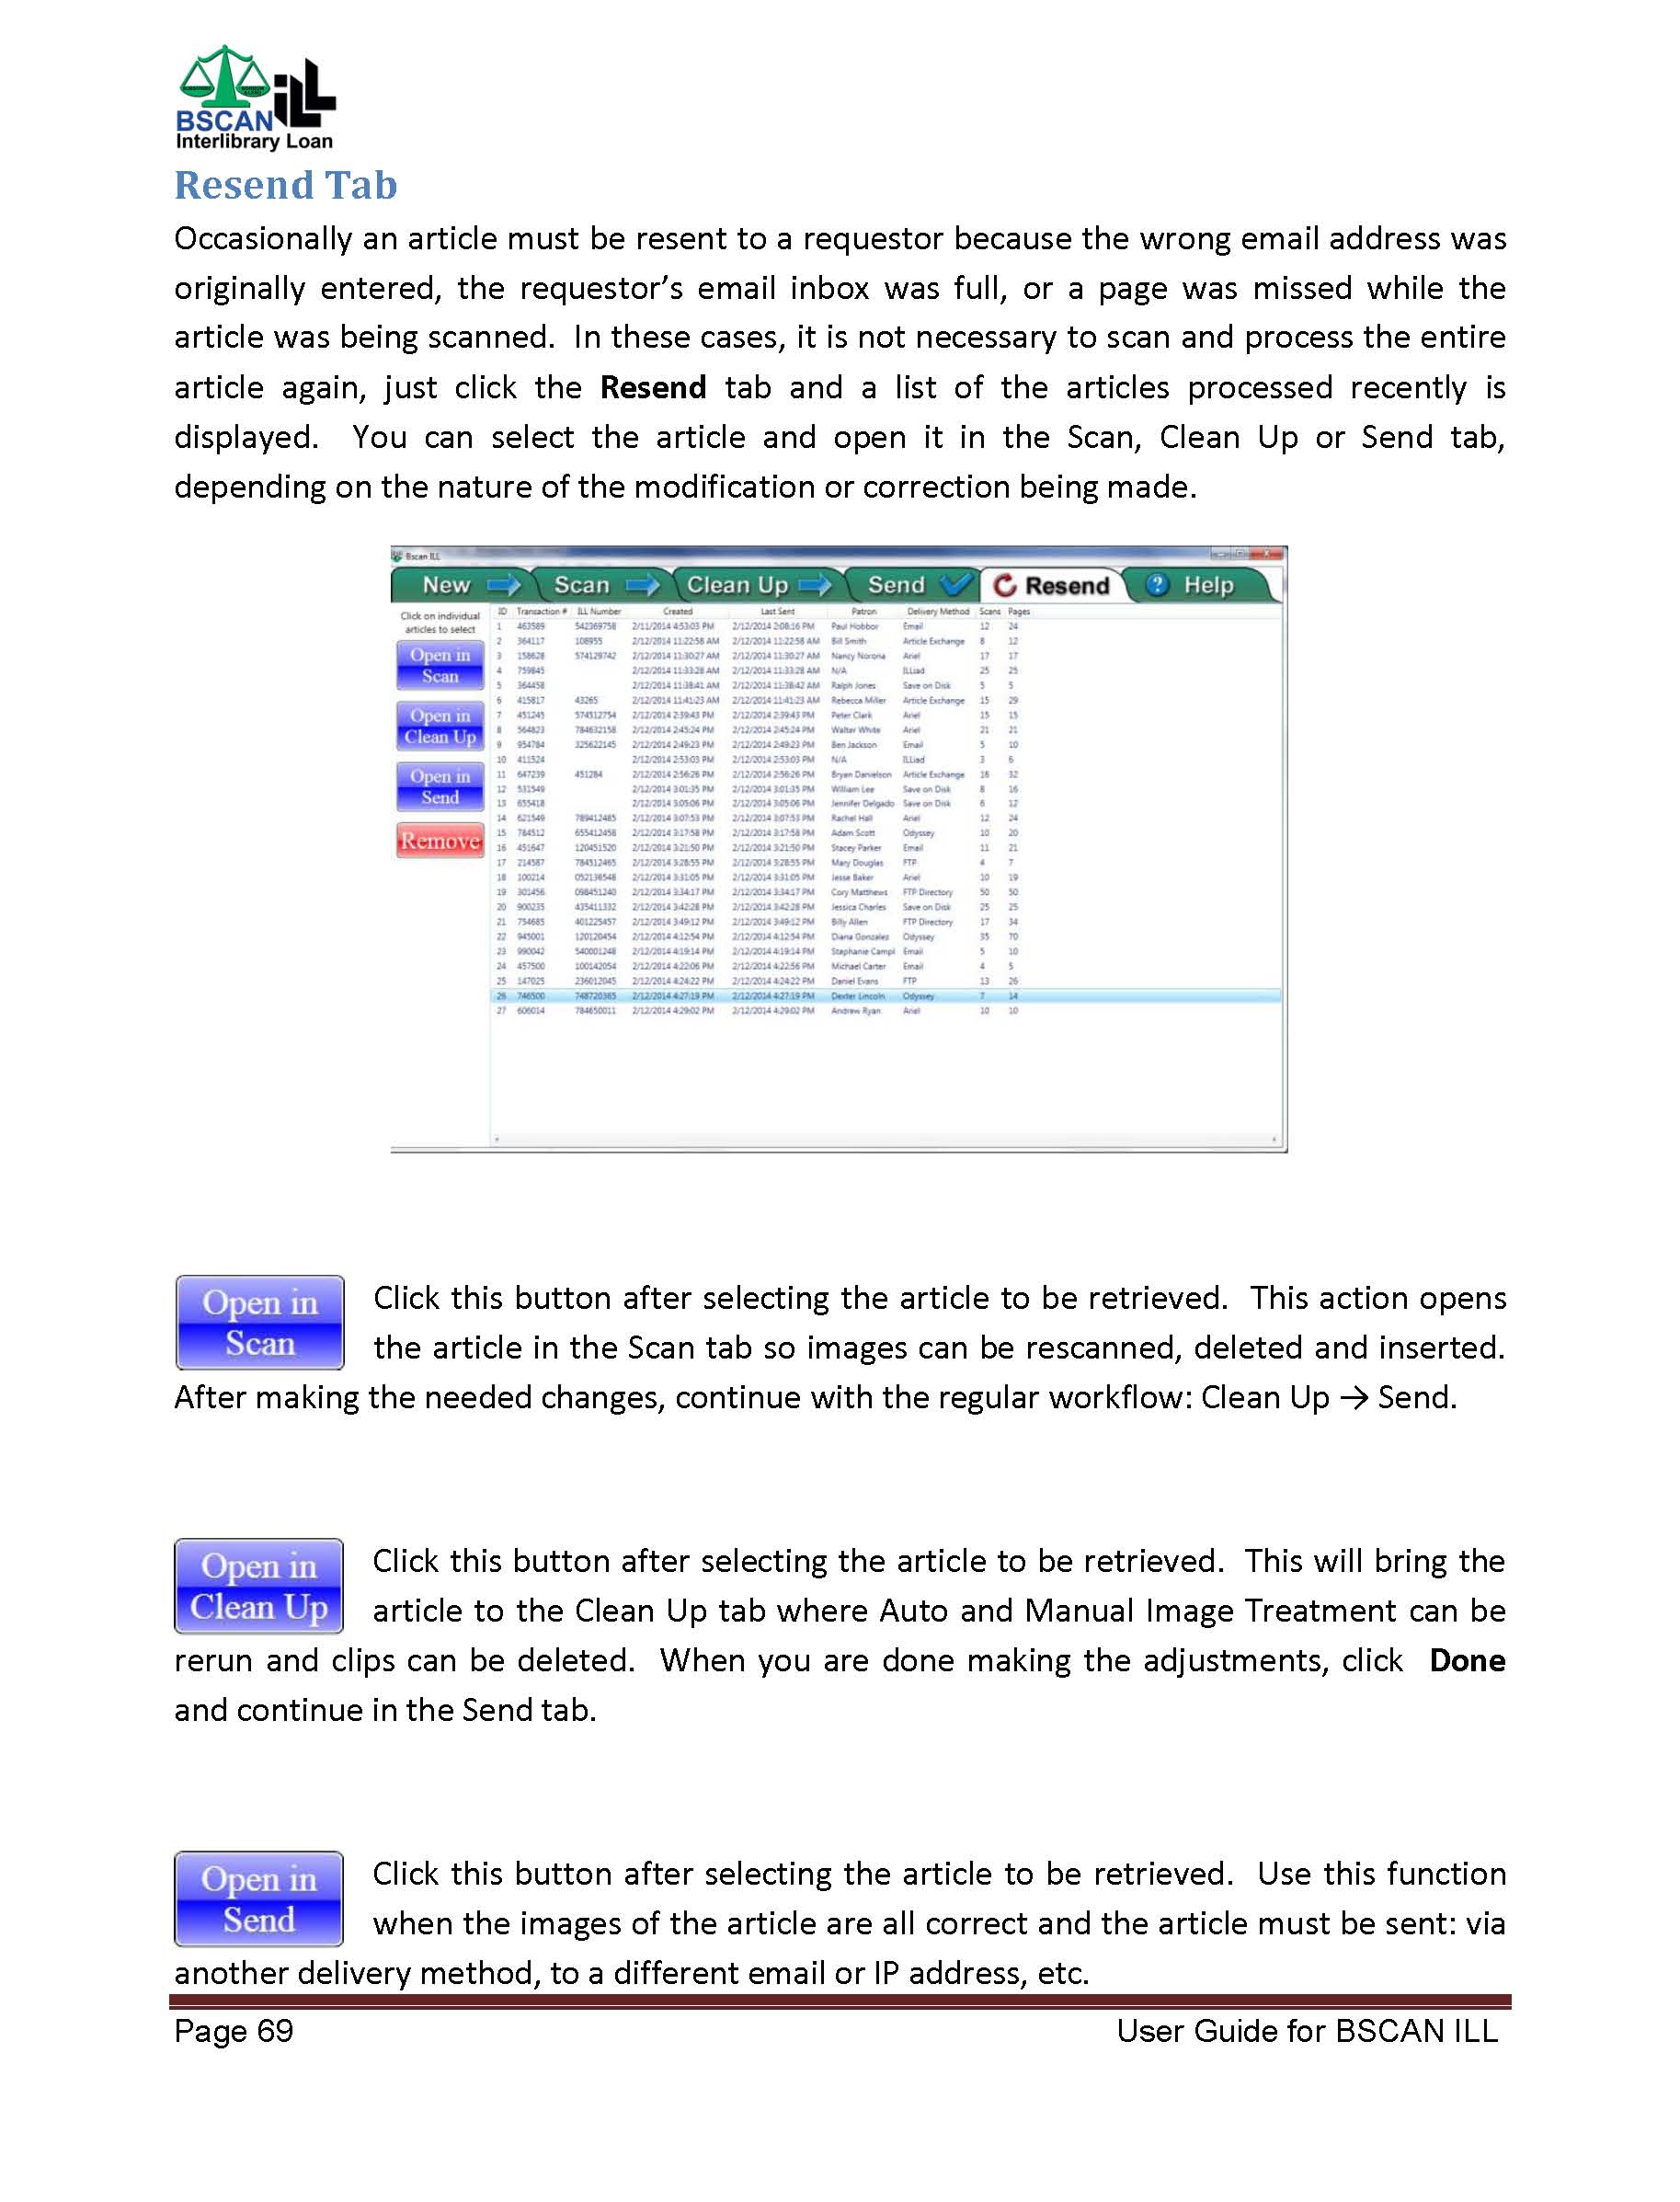 BSCAN ILL
Interlibrary Loan
Resend Tab
Occasionally an article must be resent to a requestor because the wrong email address was
originally entered, the requestor's email inbox was full, or a page was missed while the
article was being scanned. In these cases, it is not necessary to scan and process the entire
article again, just click the Resend tab and a list of the articles processed recently is
displayed. You can select the article and open it in the Scan, Clean Up or Send tab,
depending on the nature of the modification or correction being made.
Bscan ILL
New Scan Clean Up Send Resend Help
Click on individual
articles to select
Open in
Scan
Open in
Clean Up
Open in
Send
Remove
ID Transaction # ILL Number Created Last Sent Patron Delivery Method Scans Pages
1 463589 542369758 2/11/2014 4:53:03 PM 2/12/2014 2:08:16 PM Paul Hobbor Email 12 24
2 364117 108955 2/12/2014 11:22:58 AM 2/12/2014 11:22:58 AM Bill Smith Article Exchange 8 12
3 158628 574129742 2/12/2014 11:30:27 AM 2/12/2014 11:30:27 AM Nancy Norona Ariel 17 17
4 759845 2/12/2014 11:33:28 AM 2/12/2014 11:33:28 AM N/A ILLiad 25 25
5 364458 2/12/2014 11:38:41 AM 2/12/2014 11:38:42 AM Ralph Jones Save on Disk 5 5
6 415817 43265 2/12/2014 11:41:23 AM 2/12/2014 11:41:23 AM Rebecca Miller Article Exchange 15 29
7 451245 574512754 2/12/2014 2:39:43 PM 2/12/2014 2:39:43 PM Peter Clark Ariel 15 15
8 564823 784632158 2/12/2014 2:45:24 PM 2/12/2014 2:45:24 PM Walter White Ariel 21 21
9 954784 325622145 2/12/2014 2:49:23 PM 2/12/2014 2:49:23 PM Ben Jackson Email 5 10
10 411524 2/12/2014 2:53:03 PM 2/12/2014 2:53:03 PM N/A ILLiad 3 6
11 647239 451284 2/12/2014 2:56:26 PM 2/12/2014 2:56:26 PM Bryan Danielson Article Exchange 16 32
12 531549 2/12/2014 3:01:35 PM 2/12/2014 3:01:35 PM William Lee Save on Disk 8 16
13 655418 2/12/2014 3:05:06 PM 2/12/2014 3:05:06 PM Jennifer Delgado Save on Disk 6 12
14 621549 789412485 2/12/2014 3:07:53 PM 2/12/2014 3:07:53 PM Rachel Hall Ariel 12 24
15 784512 655412458 2/12/2014 3:17:58 PM 2/12/2014 3:17:58 PM Adam Scott Odyssey 10 20
16 451647 120451520 2/12/2014 3:21:50 PM 2/12/2014 3:21:50 PM Stacey Parker Email 11 21
17 214587 784512465 2/12/2014 3:28:55 PM 2/12/2014 3:28:55 PM Mary Douglas FTP 4 7
18 100214 052136548 2/12/2014 3:31:05 PM 2/12/2014 3:31:05 PM Jesse Baker Ariel 10 19
19 301456 098451240 2/12/2014 3:34:17 PM 2/12/2014 3:34:17 PM Cory Matthews FTP Directory 50 50
20 900235 435411332 2/12/2014 3:42:28 PM 2/12/2014 3:42:28 PM Jessica Charles Save on Disk 25 25
21 754685 401225457 2/12/2014 3:49:12 PM 2/12/2014 3:49:12 PM Billy Allen FTP Directory 17 34
22 945001 120120454 2/12/2014 4:12:54 PM 2/12/2014 4:12:54 PM Diana Gonzales Odyssey 35 70
23 990042 540001248 2/12/2014 4:19:14 PM 2/12/2014 4:19:14 PM Stephanie Campl Email 5 10
24 457500 100142054 2/12/2014 4:22:06 PM 2/12/2014 4:22:56 PM Michael Carter Email 4 5
25 147025 236012045 2/12/2014 4:24:22 PM 2/12/2014 4:24:22 PM Daniel Evans FTP 13 26
26 746500 748720365 2/12/2014 4:27:19 PM 2/12/2014 4:27:19 PM Dexter Lincoln Odyssey 7 14
27 606014 784650011 2/12/2014 4:29:02 PM 2/12/2014 4:29:02 PM Andrew Ryan Ariel 10 10
Open in
Scan
Click this button after selecting the article to be retrieved. This action opens
the article in the Scan tab so images can be rescanned, deleted and inserted.
After making the needed changes, continue with the regular workflow: Clean Up → Send.
Open in
Clean Up
Click this button after selecting the article to be retrieved. This will bring the
article to the Clean Up tab where Auto and Manual Image Treatment can be
rerun and clips can be deleted. When you are done making the adjustments, click Done
and continue in the Send tab.
Open in
Send
Click this button after selecting the article to be retrieved. Use this function
when the images of the article are all correct and the article must be sent: via
another delivery method, to a different email or IP address, etc.
Page 69 User Guide for BSCAN ILL